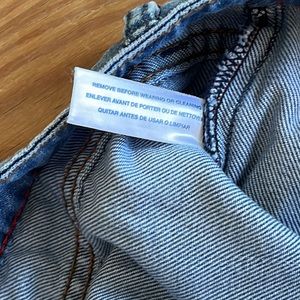 REMOVE BEFORE WEARING OR CLEANING
ENLEVER AVANT DE PORTER OU DE NETTOYER
QUITAR ANTES DE USAR O LIMPIAR